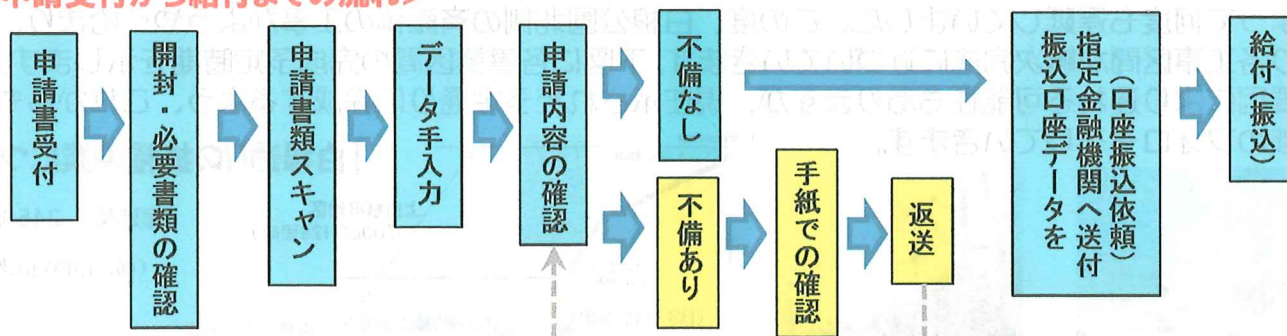 申請受付から給付までの流れ>
申請書受付
開封・必要書類の確認
申請書類スキャン
データ手入力
申請内容の確認
不備なし
不備あり
手紙での確認
返送
振込口座データを
指定金融機関へ送付
(口座振込依頼)
給付(振込)